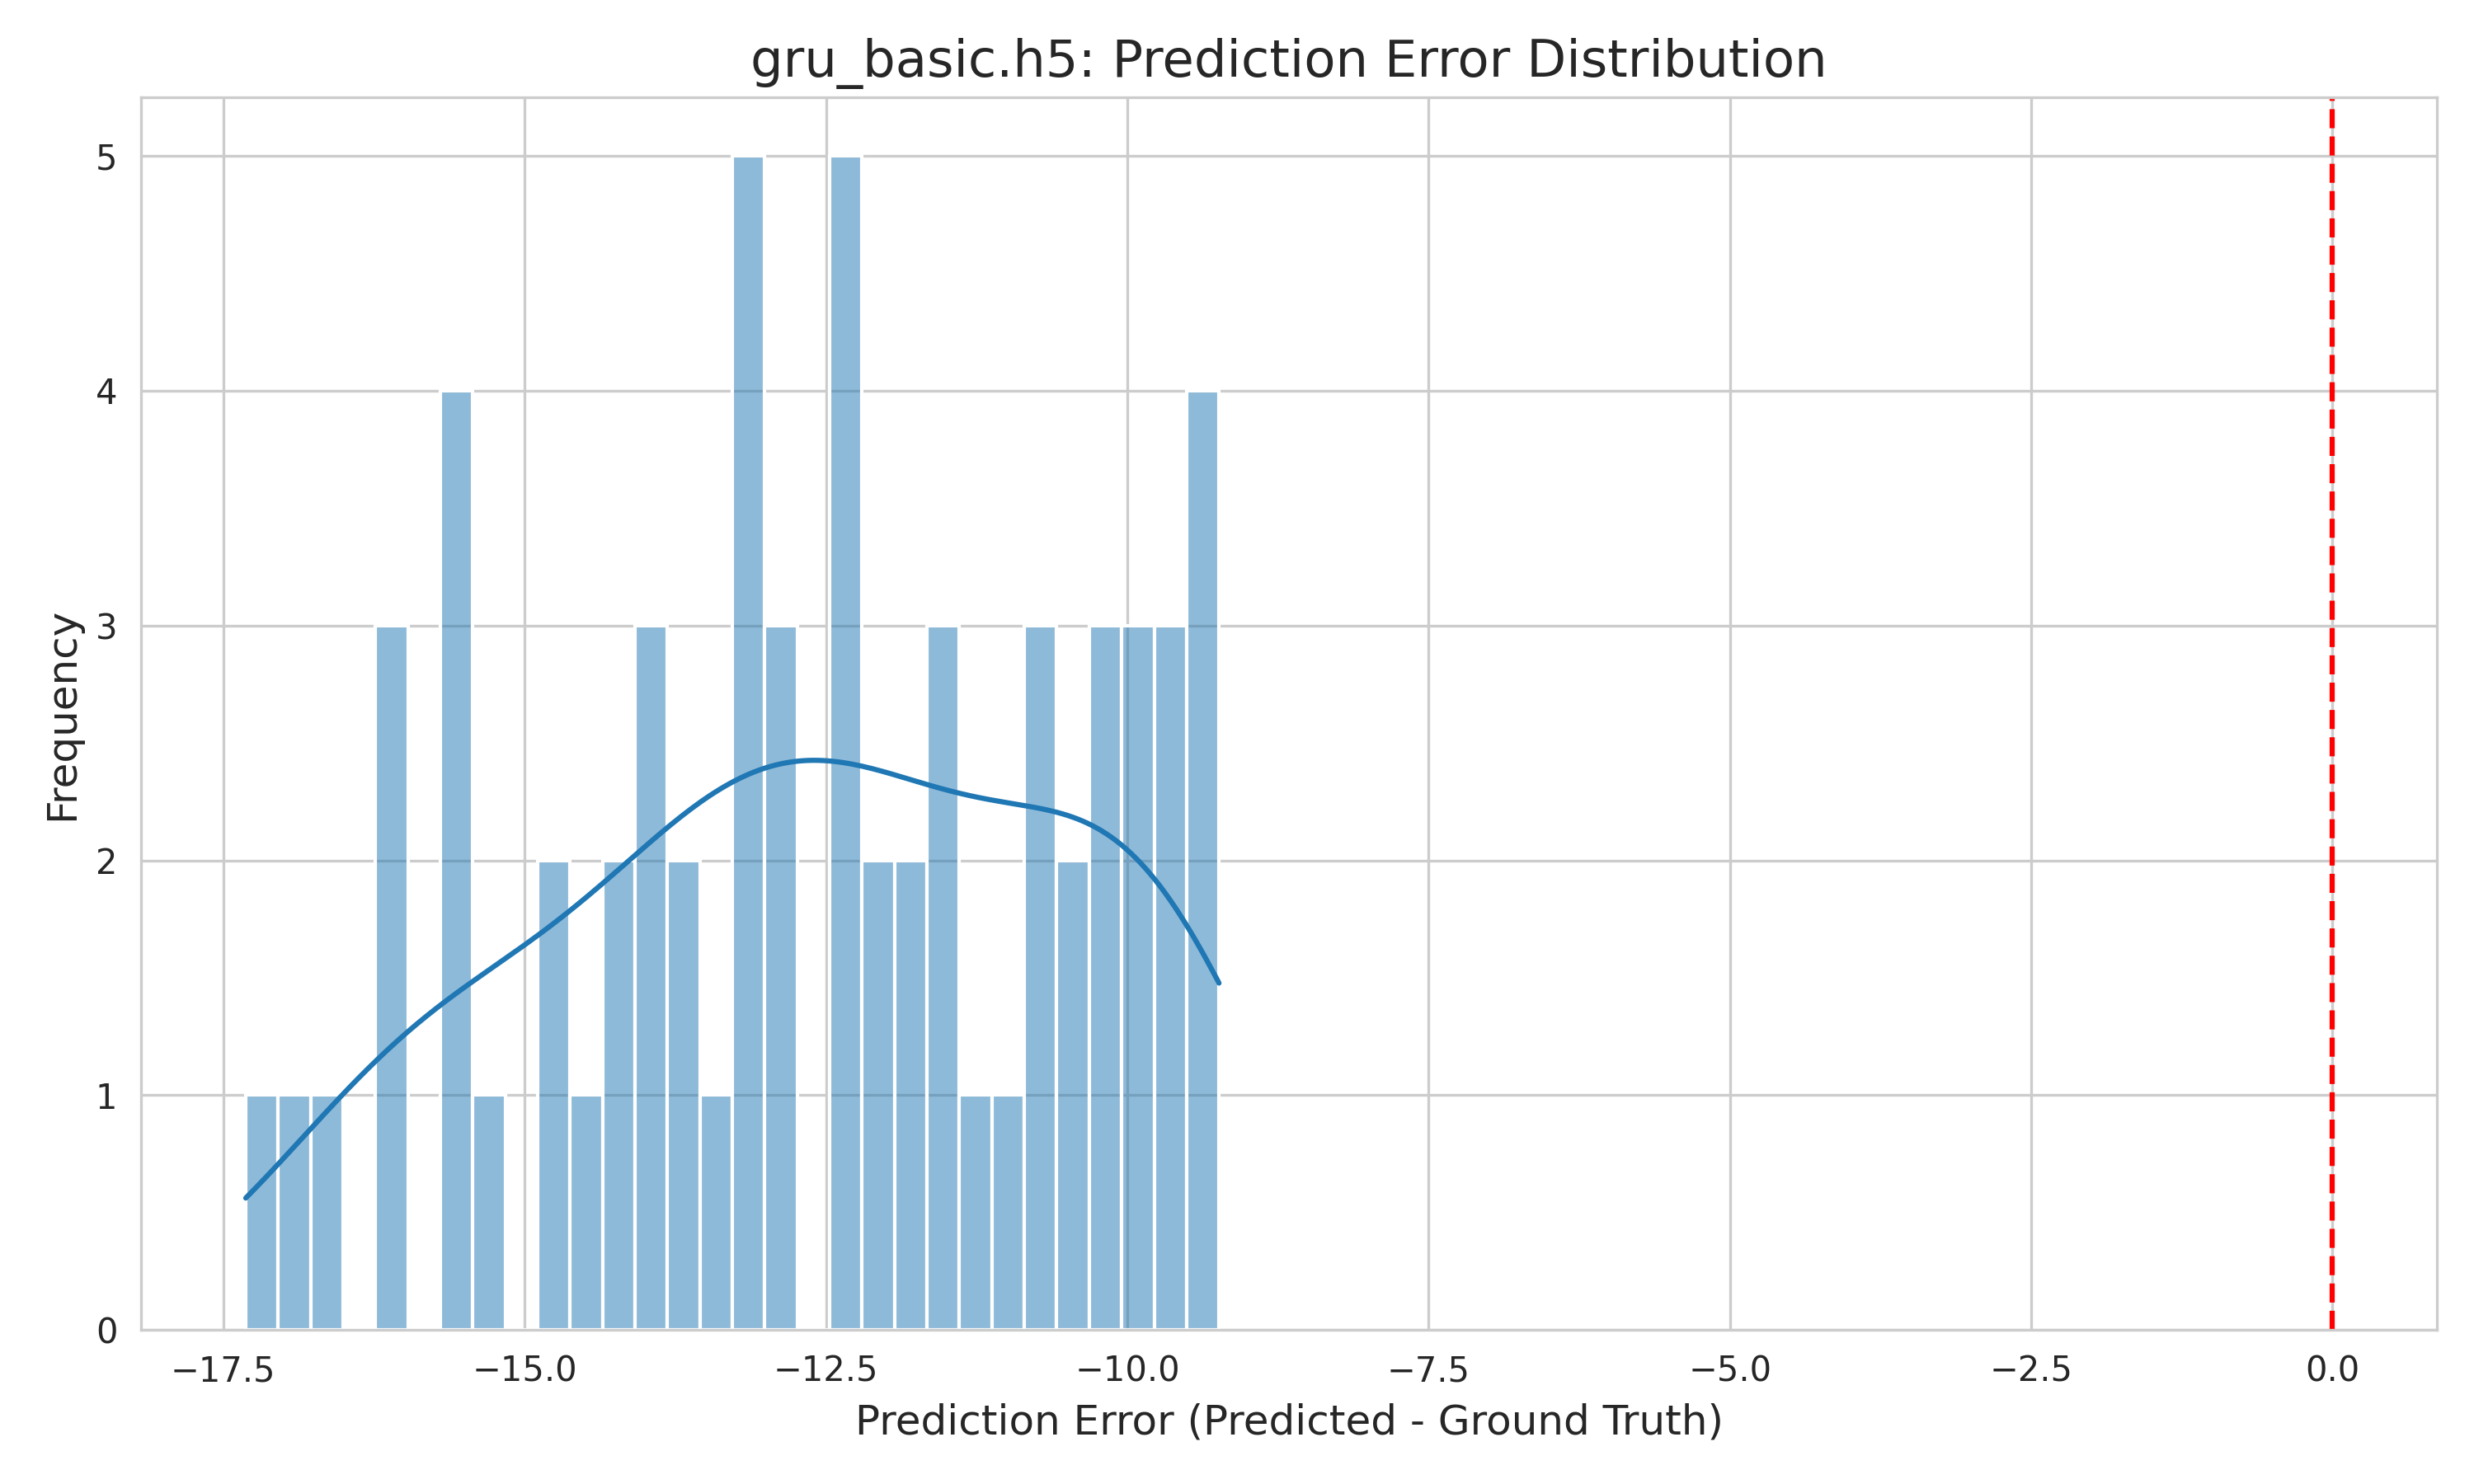 gru_basic.h5: Prediction Error Distribution
Frequency
5
4
3
2
1
0
−17.5 −15.0 −12.5 −10.0 −7.5 −5.0 −2.5 0.0
Prediction Error (Predicted - Ground Truth)